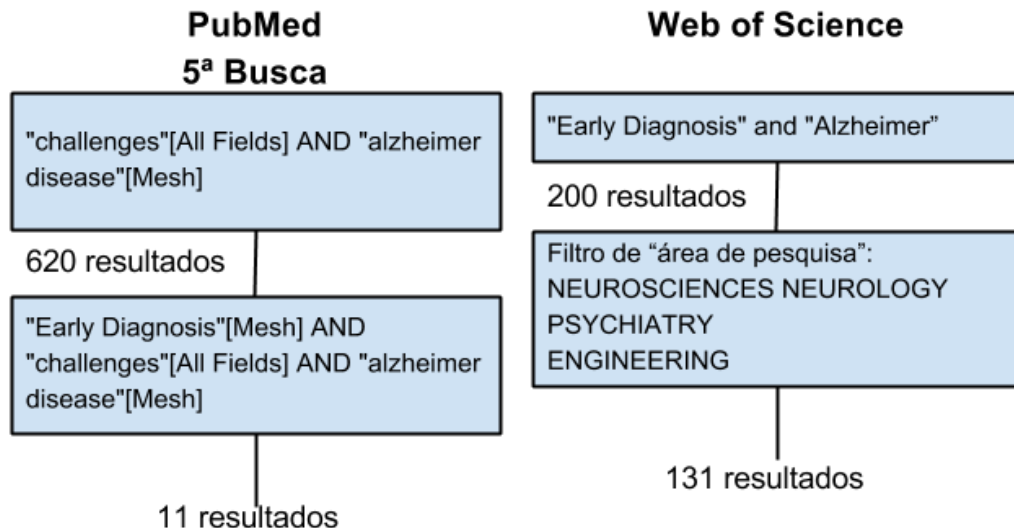 PubMed
5ª Busca
"challenges"[All Fields] AND "alzheimer
disease"[Mesh]
620 resultados
"Early Diagnosis"[Mesh] AND
"challenges"[All Fields] AND "alzheimer
disease"[Mesh]
11 resultados
Web of Science
"Early Diagnosis" and "Alzheimer”
200 resultados
Filtro de “área de pesquisa”:
NEUROSCIENCES NEUROLOGY
PSYCHIATRY
ENGINEERING
131 resultados